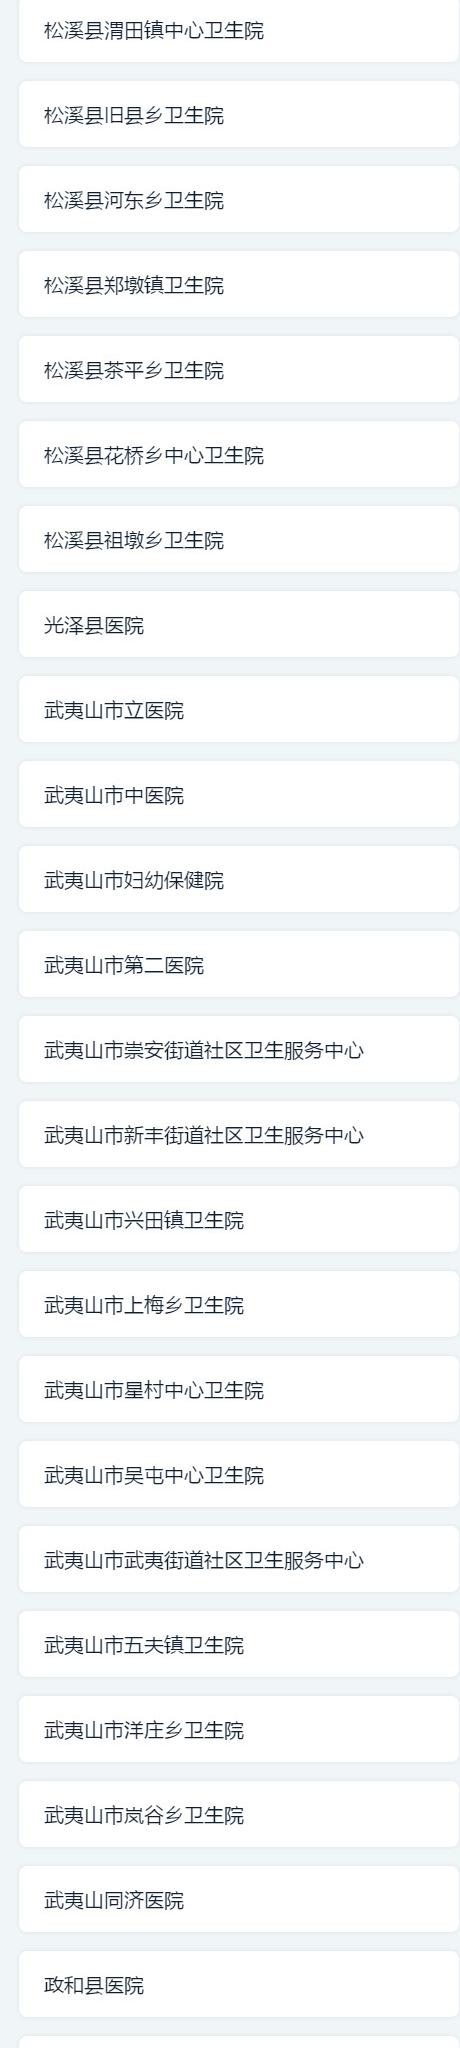 松溪县渭田镇中心卫生院
松溪县旧县乡卫生院
松溪县河东乡卫生院
松溪县郑墩镇卫生院
松溪县茶平乡卫生院
松溪县花桥乡中心卫生院
松溪县祖墩乡卫生院
光泽县医院
武夷山市立医院
武夷山市中医院
武夷山市妇幼保健院
武夷山市第二医院
武夷山市崇安街道社区卫生服务中心
武夷山市新丰街道社区卫生服务中心
武夷山市兴田镇卫生院
武夷山市上梅乡卫生院
武夷山市星村中心卫生院
武夷山市吴屯中心卫生院
武夷山市武夷街道社区卫生服务中心
武夷山市五夫镇卫生院
武夷山市洋庄乡卫生院
武夷山市岚谷乡卫生院
武夷山同济医院
政和县医院